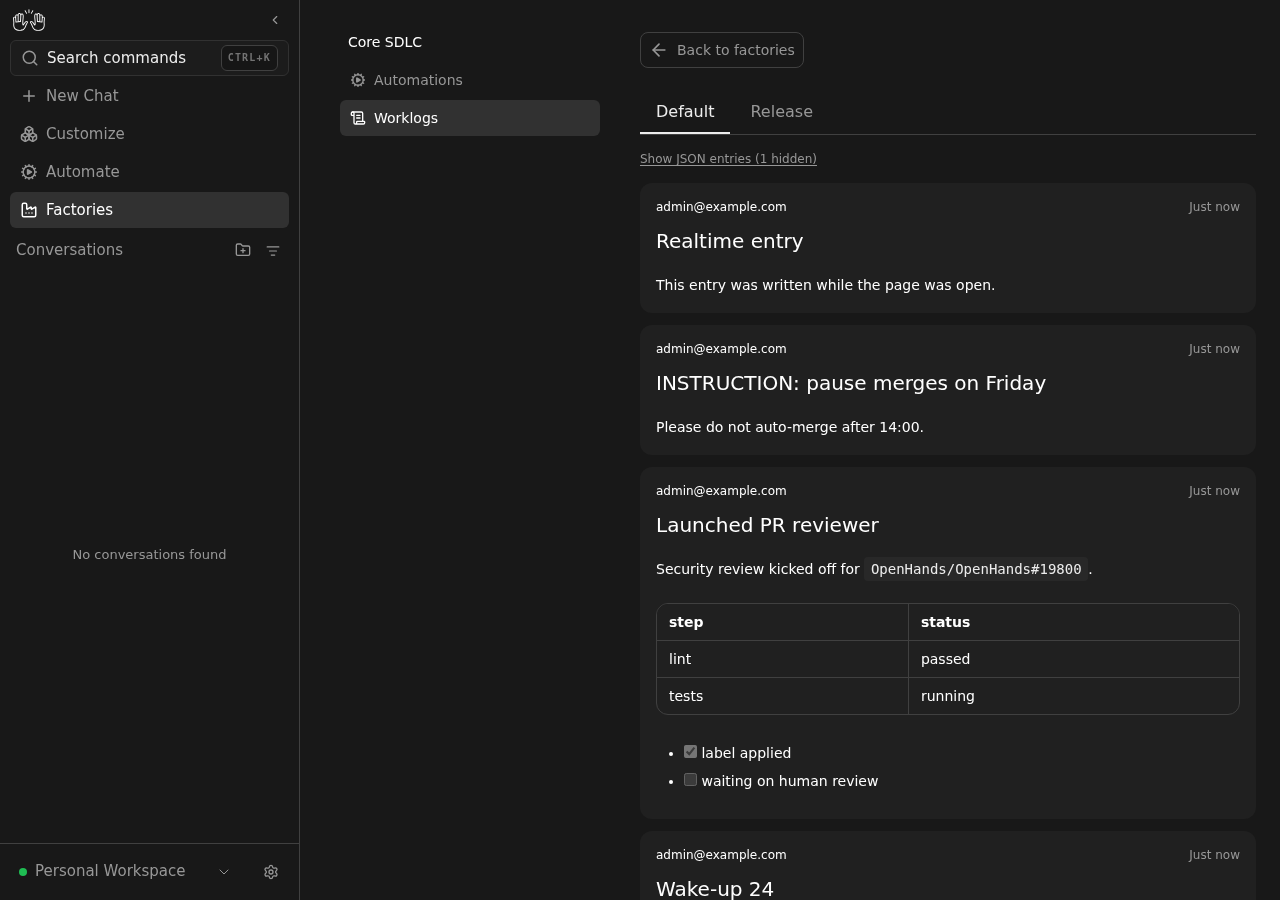 Search commands CTRL+K
New Chat
Customize
Automate
Factories
Conversations
No conversations found
Personal Workspace
Core SDLC
Automations
Worklogs
Back to factories
Default Release
Show JSON entries (1 hidden)
admin@example.com Just now
Realtime entry
This entry was written while the page was open.
admin@example.com Just now
INSTRUCTION: pause merges on Friday
Please do not auto-merge after 14:00.
admin@example.com Just now
Launched PR reviewer
Security review kicked off for OpenHands/OpenHands#19800.
step status
lint passed
tests running
label applied
waiting on human review
admin@example.com Just now
Wake-up 24